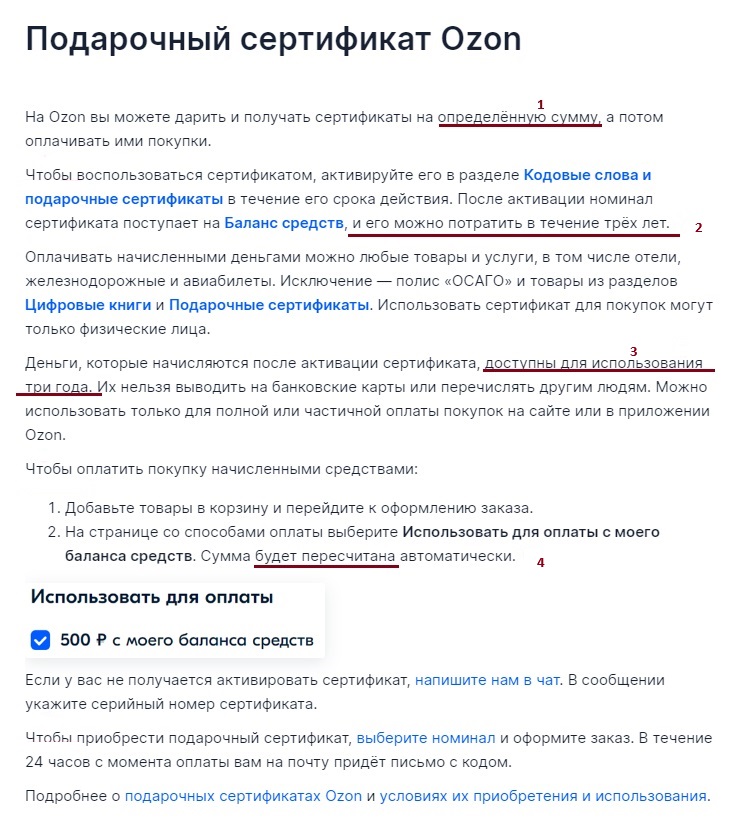 Подарочный сертификат Ozon
1
На Ozon вы можете дарить и получать сертификаты на определённую сумму, а потом
оплачивать ими покупки.
Чтобы воспользоваться сертификатом, активируйте его в разделе Кодовые слова и
подарочные сертификаты в течение его срока действия. После активации номинал
сертификата поступает на Баланс средств, и его можно потратить в течение трёх лет. 2
Оплачивать начисленными деньгами можно любые товары и услуги, в том числе отели,
железнодорожные и авиабилеты. Исключение — полис «ОСАГО» и товары из разделов
Цифровые книги и Подарочные сертификаты. Использовать сертификат для покупок могут
только физические лица.
3
Деньги, которые начисляются после активации сертификата, доступны для использования
три года. Их нельзя выводить на банковские карты или перечислять другим людям. Можно
использовать только для полной или частичной оплаты покупок на сайте или в приложении
Ozon.
Чтобы оплатить покупку начисленными средствами:
1. Добавьте товары в корзину и перейдите к оформлению заказа.
2. На странице со способами оплаты выберите Использовать для оплаты с моего
баланса средств. Сумма будет пересчитана автоматически. 4
Использовать для оплаты
500 ₽ с моего баланса средств
Если у вас не получается активировать сертификат, напишите нам в чат. В сообщении
укажите серийный номер сертификата.
Чтобы приобрести подарочный сертификат, выберите номинал и оформите заказ. В течение
24 часов с момента оплаты вам на почту придёт письмо с кодом.
Подробнее о подарочных сертификатах Ozon и условиях их приобретения и использования.